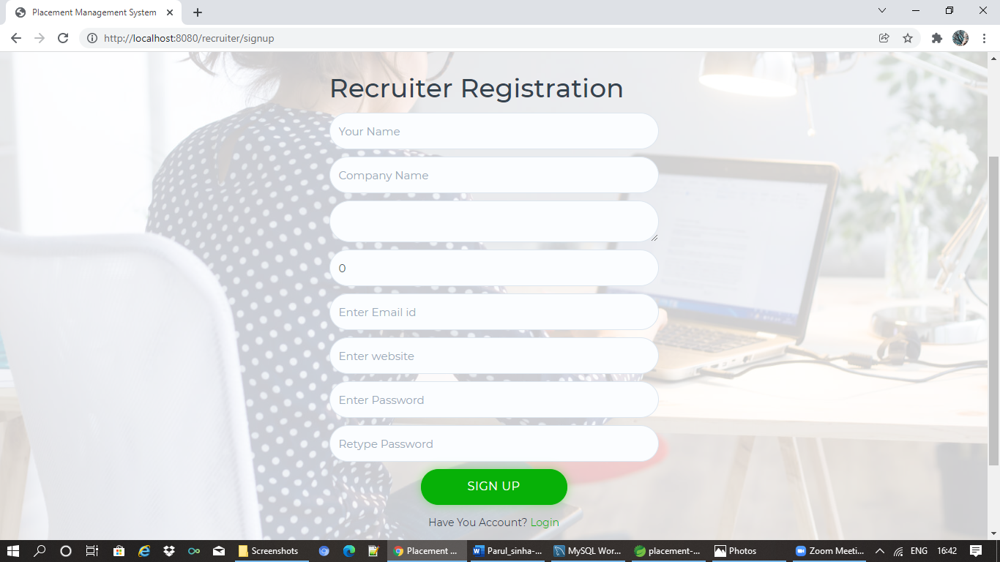 Placement Management System
http://localhost:8080/recruiter/signup
Recruiter Registration
Your Name
Company Name
0
Enter Email id
Enter website
Enter Password
Retype Password
SIGN UP
Have You Account? Login
Screenshots
Placement ...
Parul_sinha-...
MySQL Wor...
placement-...
Photos
Zoom Meeti...
ENG
16:42